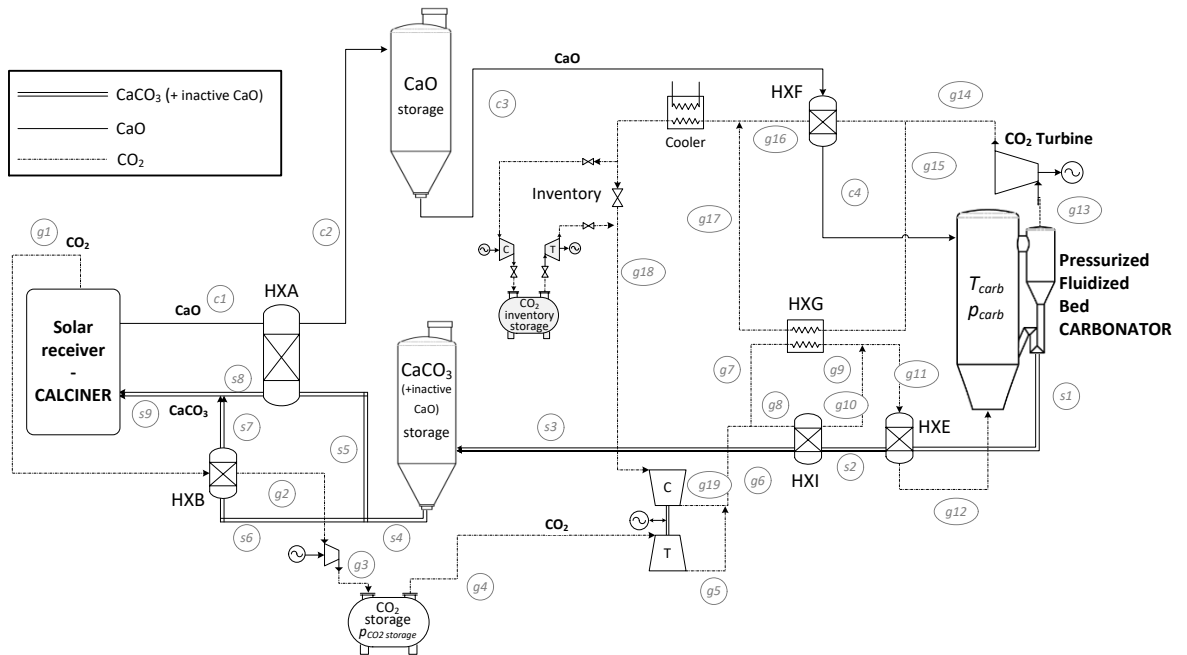 CaCO3 (+ inactive CaO)
CaO
CO2
CaO
storage
CaO
c3
c2
HXF
g14
g16
Cooler
CO2 Turbine
g15
g13
c4
Inventory
g17
g18
C
T
CO2
inventory
storage
g1
CO2
c1
CaO
HXA
Solar
receiver
-
CALCINER
s8
s9
CaCO3
s7
s5
HXB
g2
s6
s4
g3
CO2
storage
pCO2 storage
g4
CO2
CaCO3
(+inactive
CaO)
storage
s3
HXG
g7
g9
g11
g8
g10
HXE
s1
s2
HXI
g6
g19
C
T
g5
g12
Tcarb
pcarb
Pressurized
Fluidized
Bed
CARBONATOR